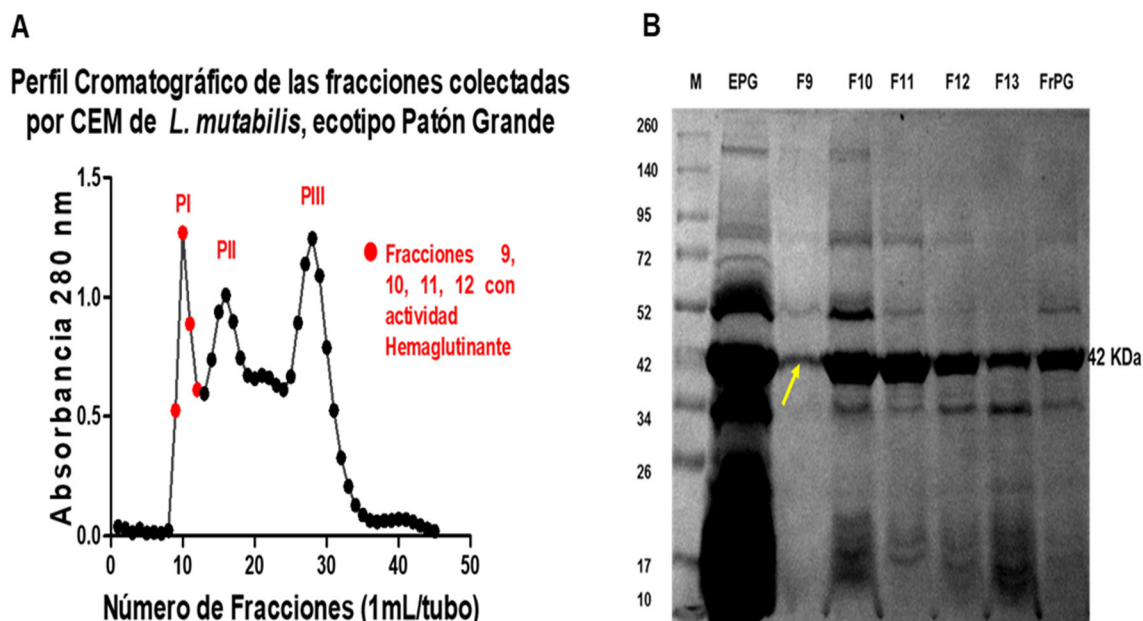 A
Perfil Cromatográfico de las fracciones colectadas
por CEM de L. mutabilis, ecotipo Patón Grande
Absorbancia 280 nm
1.5
1.0
0.5
0.0
0
10
20
30
40
50
Número de Fracciones (1mL/tubo)
PI
PII
PIII
Fracciones 9,
10, 11, 12 con
actividad
Hemaglutinante
B
M EPG F9 F10 F11 F12 F13 FrPG
260
140
95
72
52
42
34
26
17
10
42 KDa